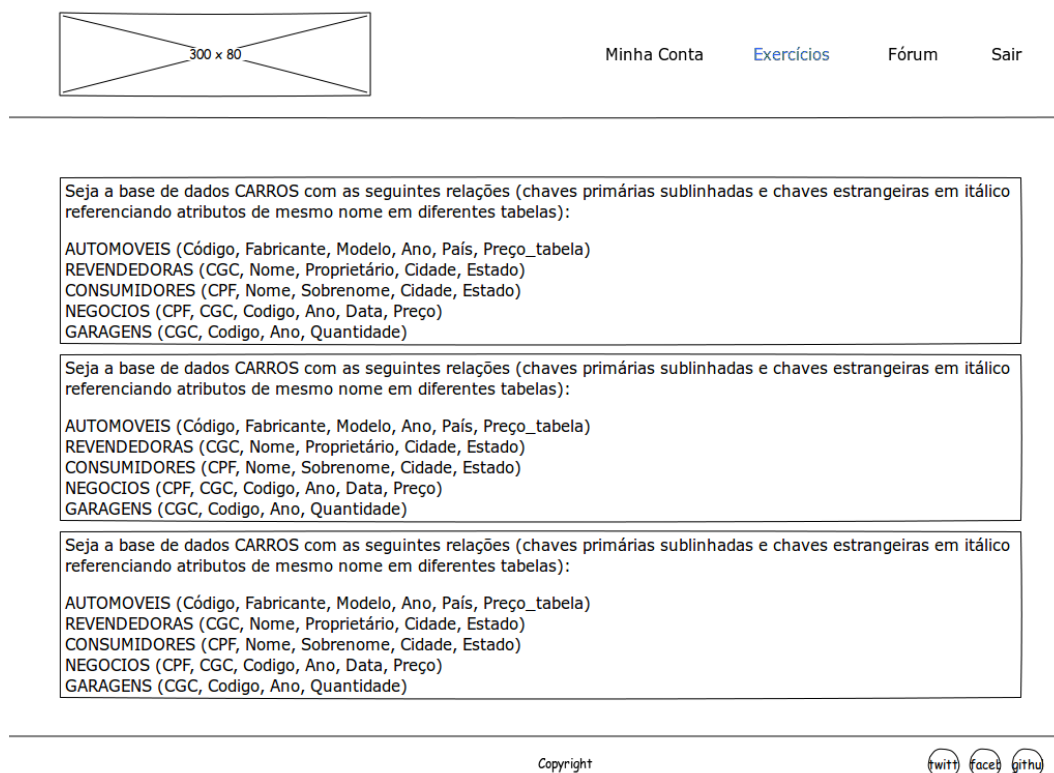 300 x 80
Minha Conta Exercícios Fórum Sair
Seja a base de dados CARROS com as seguintes relações (chaves primárias sublinhadas e chaves estrangeiras em itálico
referenciando atributos de mesmo nome em diferentes tabelas):
AUTOMOVEIS (Código, Fabricante, Modelo, Ano, País, Preço_tabela)
REVENDEDORAS (CGC, Nome, Proprietário, Cidade, Estado)
CONSUMIDORES (CPF, Nome, Sobrenome, Cidade, Estado)
NEGOCIOS (CPF, CGC, Codigo, Ano, Data, Preço)
GARAGENS (CGC, Codigo, Ano, Quantidade)
Seja a base de dados CARROS com as seguintes relações (chaves primárias sublinhadas e chaves estrangeiras em itálico
referenciando atributos de mesmo nome em diferentes tabelas):
AUTOMOVEIS (Código, Fabricante, Modelo, Ano, País, Preço_tabela)
REVENDEDORAS (CGC, Nome, Proprietário, Cidade, Estado)
CONSUMIDORES (CPF, Nome, Sobrenome, Cidade, Estado)
NEGOCIOS (CPF, CGC, Codigo, Ano, Data, Preço)
GARAGENS (CGC, Codigo, Ano, Quantidade)
Seja a base de dados CARROS com as seguintes relações (chaves primárias sublinhadas e chaves estrangeiras em itálico
referenciando atributos de mesmo nome em diferentes tabelas):
AUTOMOVEIS (Código, Fabricante, Modelo, Ano, País, Preço_tabela)
REVENDEDORAS (CGC, Nome, Proprietário, Cidade, Estado)
CONSUMIDORES (CPF, Nome, Sobrenome, Cidade, Estado)
NEGOCIOS (CPF, CGC, Codigo, Ano, Data, Preço)
GARAGENS (CGC, Codigo, Ano, Quantidade)
Copyright twitt faceb githu